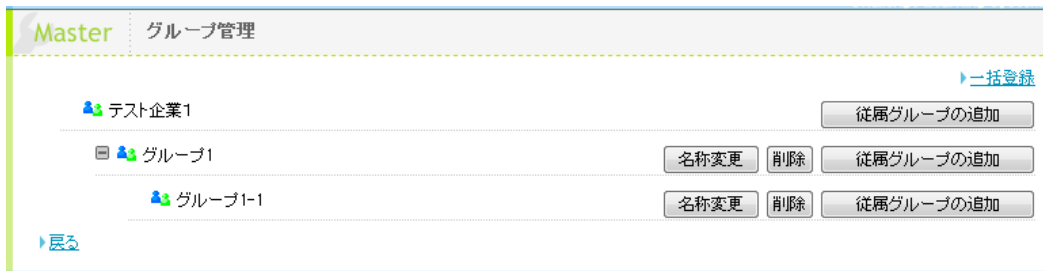 Master グループ管理
一括登録
テスト企業1 従属グループの追加
グループ1 名称変更 削除 従属グループの追加
グループ1-1 名称変更 削除 従属グループの追加
戻る